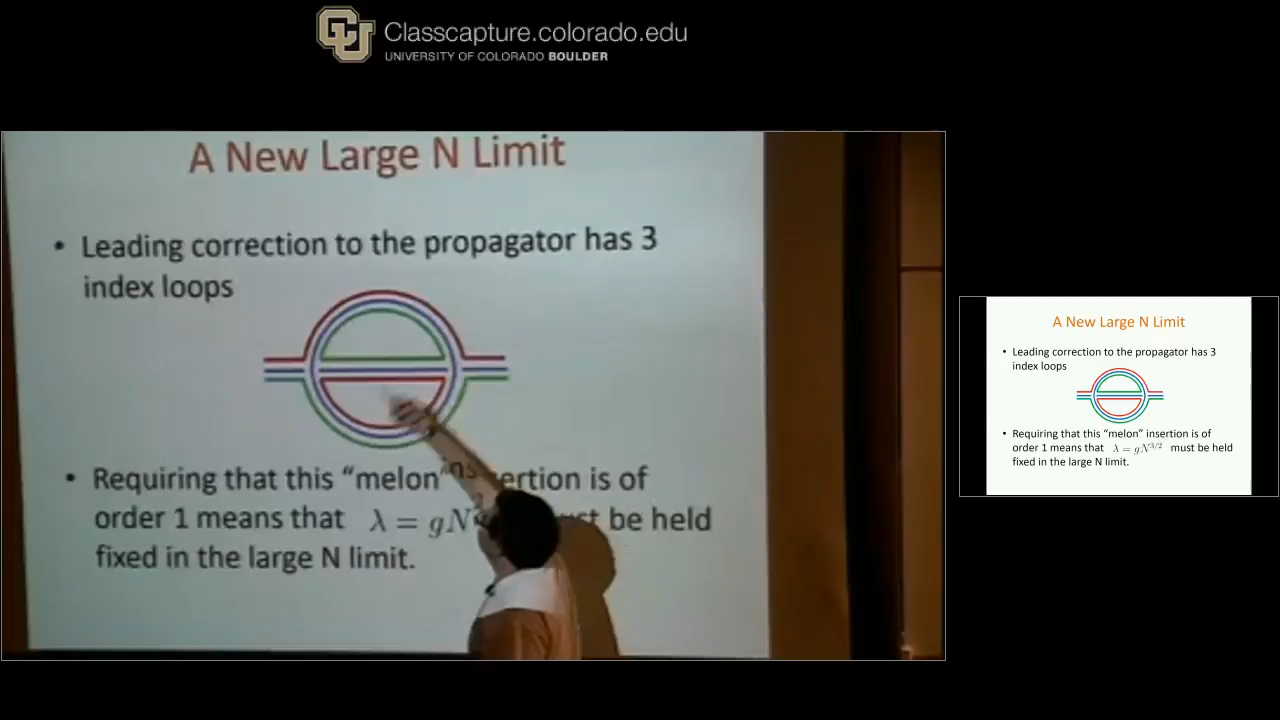 Classcapture.colorado.edu
UNIVERSITY OF COLORADO BOULDER
A New Large N Limit
• Leading correction to the propagator has 3
index loops
• Requiring that this “melon” ertion is of
order 1 means that λ = gN be held
fixed in the large N limit.
A New Large N Limit
• Leading correction to the propagator has 3
index loops
• Requiring that this “melon” insertion is of
order 1 means that λ = gN^{3/2} must be held
fixed in the large N limit.